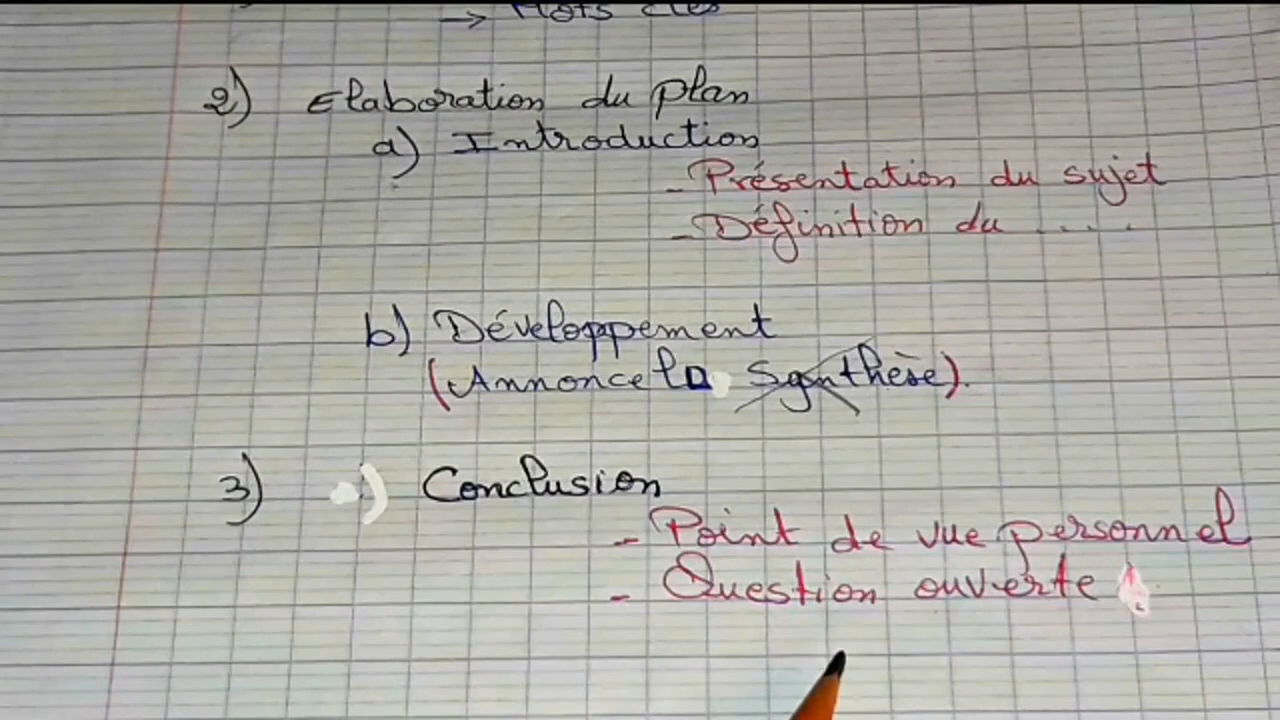 → Mots clés
2) Elaboration du plan
a) Introduction
- Présentation du sujet
- Définition du ....
b) Développement
(Annonce la Synthèse).
3) Conclusion
- Point de vue personnel
- Question ouverte